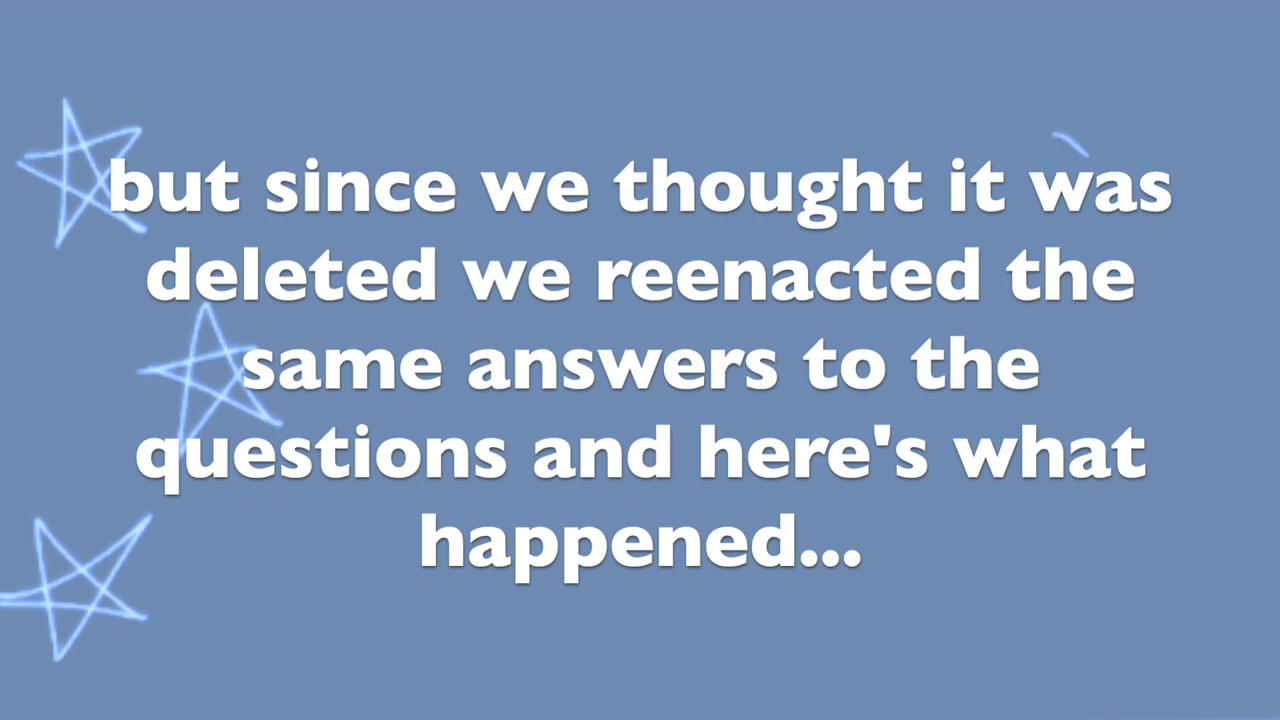 but since we thought it was
deleted we reenacted the
same answers to the
questions and here's what
happened...